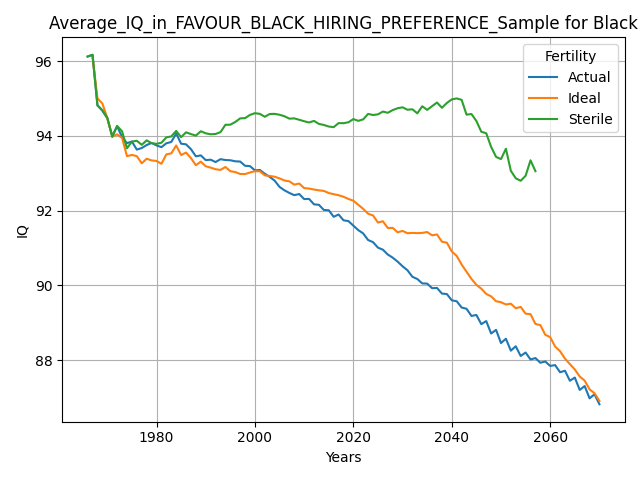 Average_IQ_in_FAVOUR_BLACK_HIRING_PREFERENCE_Sample for Black
Fertility
Actual
Ideal
Sterile
IQ
96
94
92
90
88
1980
2000
2020
2040
2060
Years